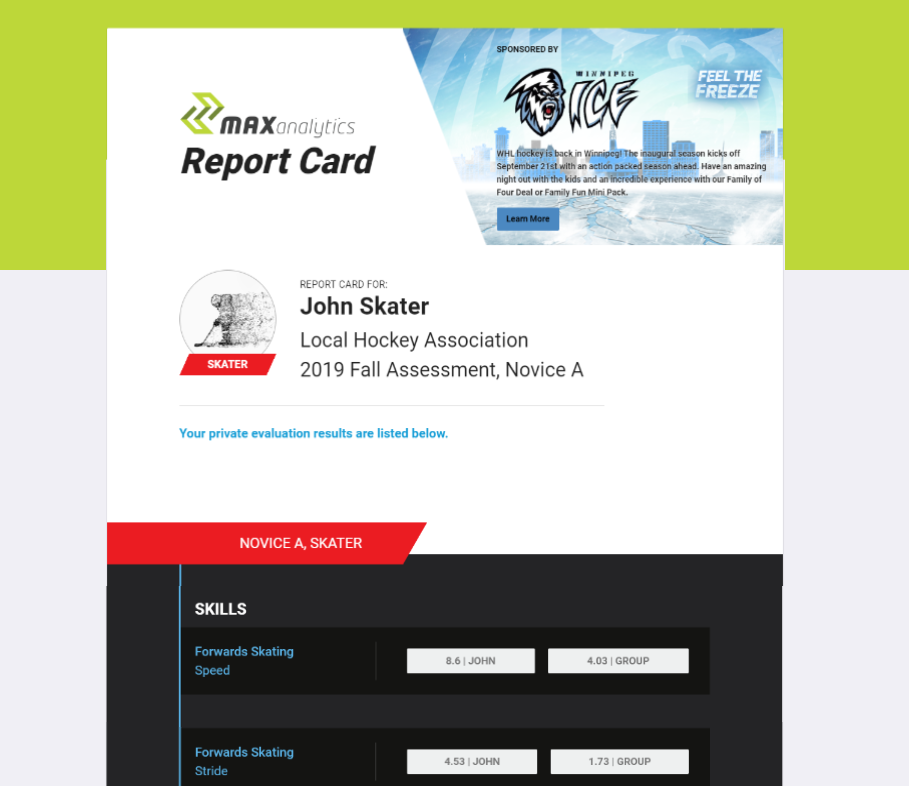 SPONSORED BY
WINNIPEG
ICE
FEEL THE
FREEZE
MAXanalytics
Report Card
WHL hockey is back in Winnipeg! The inaugural season kicks off
September 21st with an action packed season ahead. Have an amazing
night out with the kids and an incredible experience with our Family of
Four Deal or Family Fun Mini Pack.
Learn More
REPORT CARD FOR:
John Skater
Local Hockey Association
2019 Fall Assessment, Novice A
SKATER
Your private evaluation results are listed below.
NOVICE A, SKATER
SKILLS
Forwards Skating
Speed
8.6 | JOHN
4.03 | GROUP
Forwards Skating
Stride
4.53 | JOHN
1.73 | GROUP